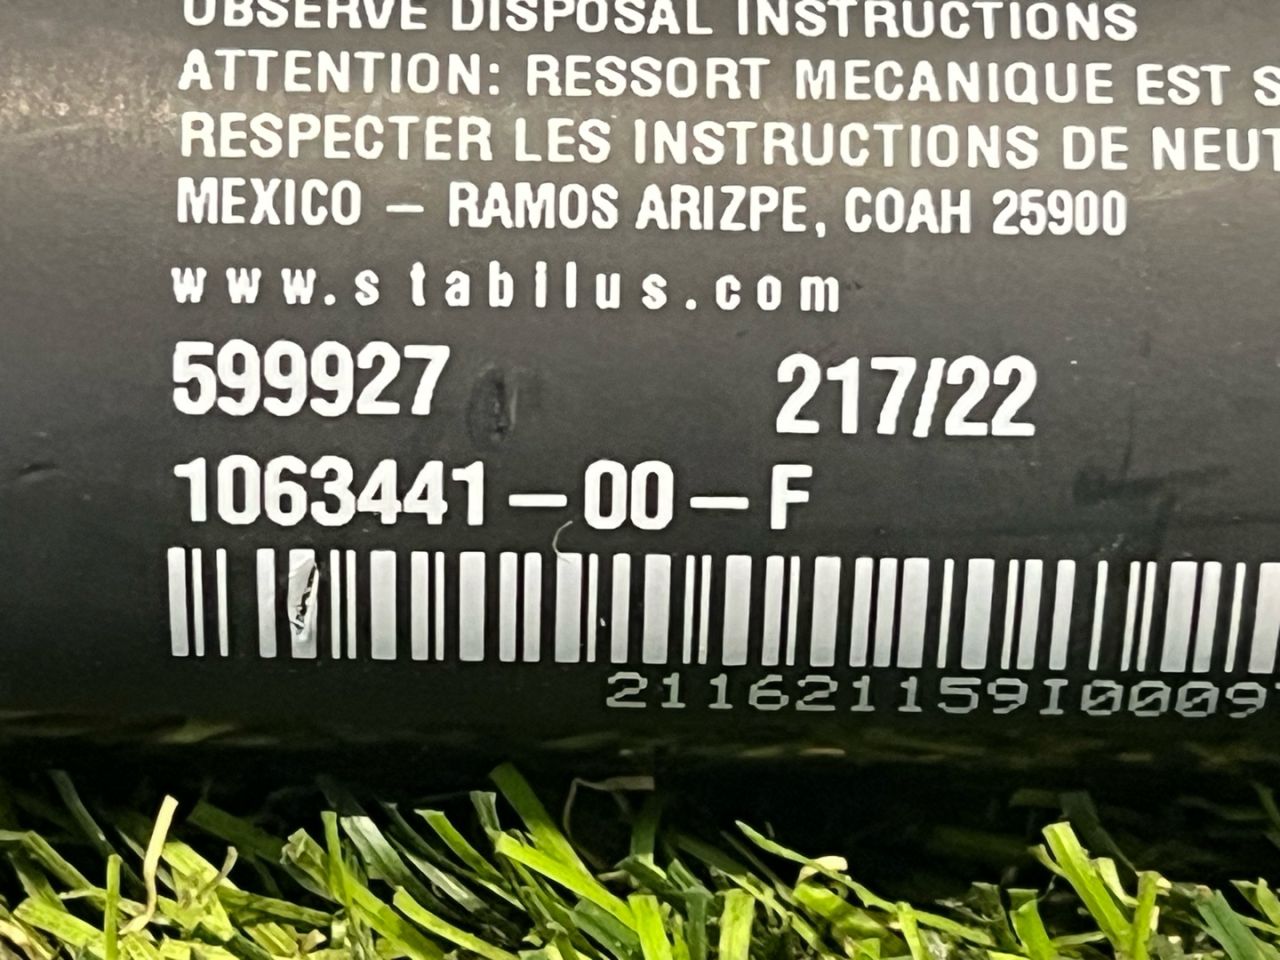 OBSERVE DISPOSAL INSTRUCTIONS
ATTENTION: RESSORT MECANIQUE EST
RESPECTER LES INSTRUCTIONS DE
MEXICO – RAMOS ARIZPE, COAH 25900
www.stabilus.com
599927 217/22
1063441-00-F
211621159I0009